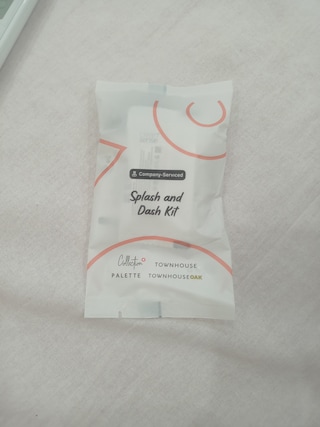 Company-Serviced
Splash and
Dash Kit
Collection
TOWNHOUSE
PALETTE TOWNHOUSE OAK